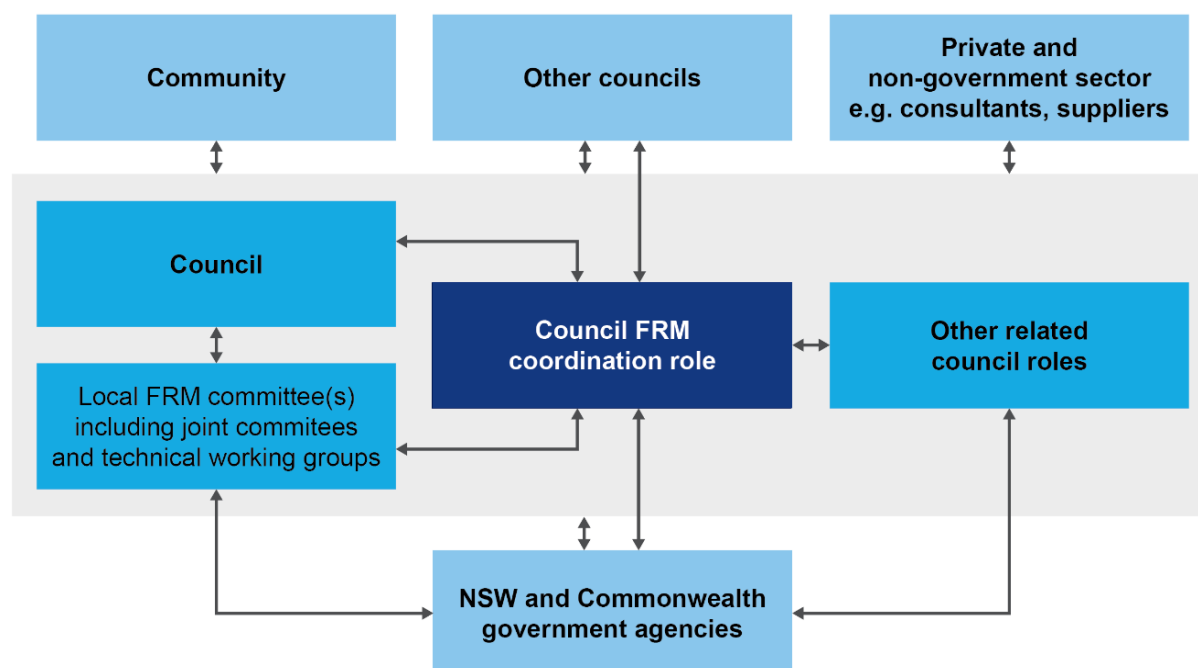 Community
Other councils
Private and
non-government sector
e.g. consultants, suppliers
Council
Council FRM
coordination role
Other related
council roles
Local FRM committee(s)
including joint commitees
and technical working groups
NSW and Commonwealth
government agencies